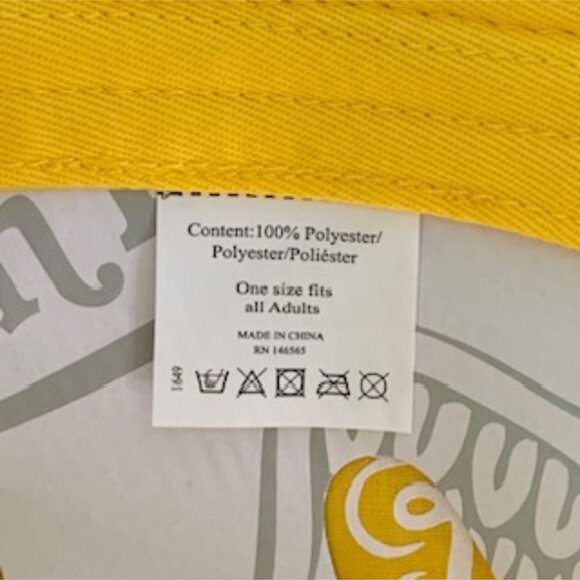 Content:100% Polyester/
Polyester/Poliéster
One size fits
all Adults
MADE IN CHINA
RN 146565
1649